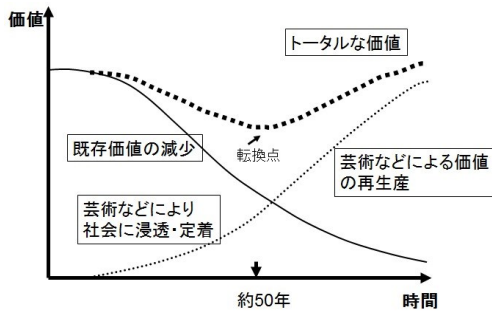 価値
トータルな価値
既存価値の減少
転換点
芸術などによる価値
の再生産
芸術などにより
社会に浸透・定着
約50年
時間